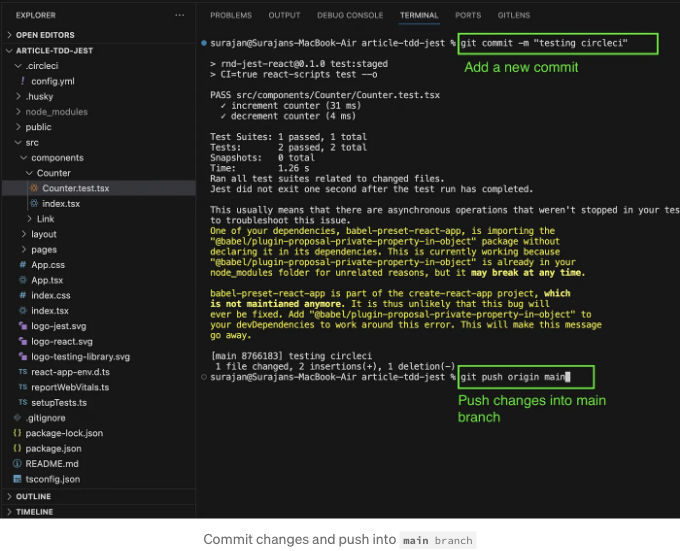 EXPLORER
PROBLEMS OUTPUT DEBUG CONSOLE TERMINAL PORTS GITLENS
OPEN EDITORS
ARTICLE-TDD-JEST
.circleci
config.yml
.husky
node_modules
public
src
components
Counter
Counter.test.tsx
index.tsx
Link
layout
pages
App.css
App.tsx
index.css
index.tsx
logo-jest.svg
logo-react.svg
logo-testing-library.svg
react-app-env.d.ts
reportWebVitals.ts
setupTests.ts
.gitignore
package-lock.json
package.json
README.md
tsconfig.json
OUTLINE
TIMELINE
surajan@Surajans-MacBook-Air article-tdd-jest % git commit -m "testing circleci"
Add a new commit
> rnd-jest-react@0.1.0 test:staged
> CI=true react-scripts test --o
PASS src/components/Counter/Counter.test.tsx
✓ increment counter (31 ms)
✓ decrement counter (4 ms)
Test Suites: 1 passed, 1 total
Tests: 2 passed, 2 total
Snapshots: 0 total
Time: 1.26 s
Ran all test suites related to changed files.
Jest did not exit one second after the test run has completed.
This usually means that there are asynchronous operations that weren't stopped in your tes
to troubleshoot this issue.
One of your dependencies, babel-preset-react-app, is importing the
"@babel/plugin-proposal-private-property-in-object" package without
declaring it in its dependencies. This is currently working because
"@babel/plugin-proposal-private-property-in-object" is already in your
node_modules folder for unrelated reasons, but it may break at any time.
babel-preset-react-app is part of the create-react-app project, which
is not maintianed anymore. It is thus unlikely that this bug will
ever be fixed. Add "@babel/plugin-proposal-private-property-in-object" to
your devDependencies to work around this error. This will make this message
go away.
[main 8766183] testing circleci
1 file changed, 2 insertions(+), 1 deletion(-)
surajan@Surajans-MacBook-Air article-tdd-jest % git push origin main
Push changes into main
branch
Commit changes and push into main branch